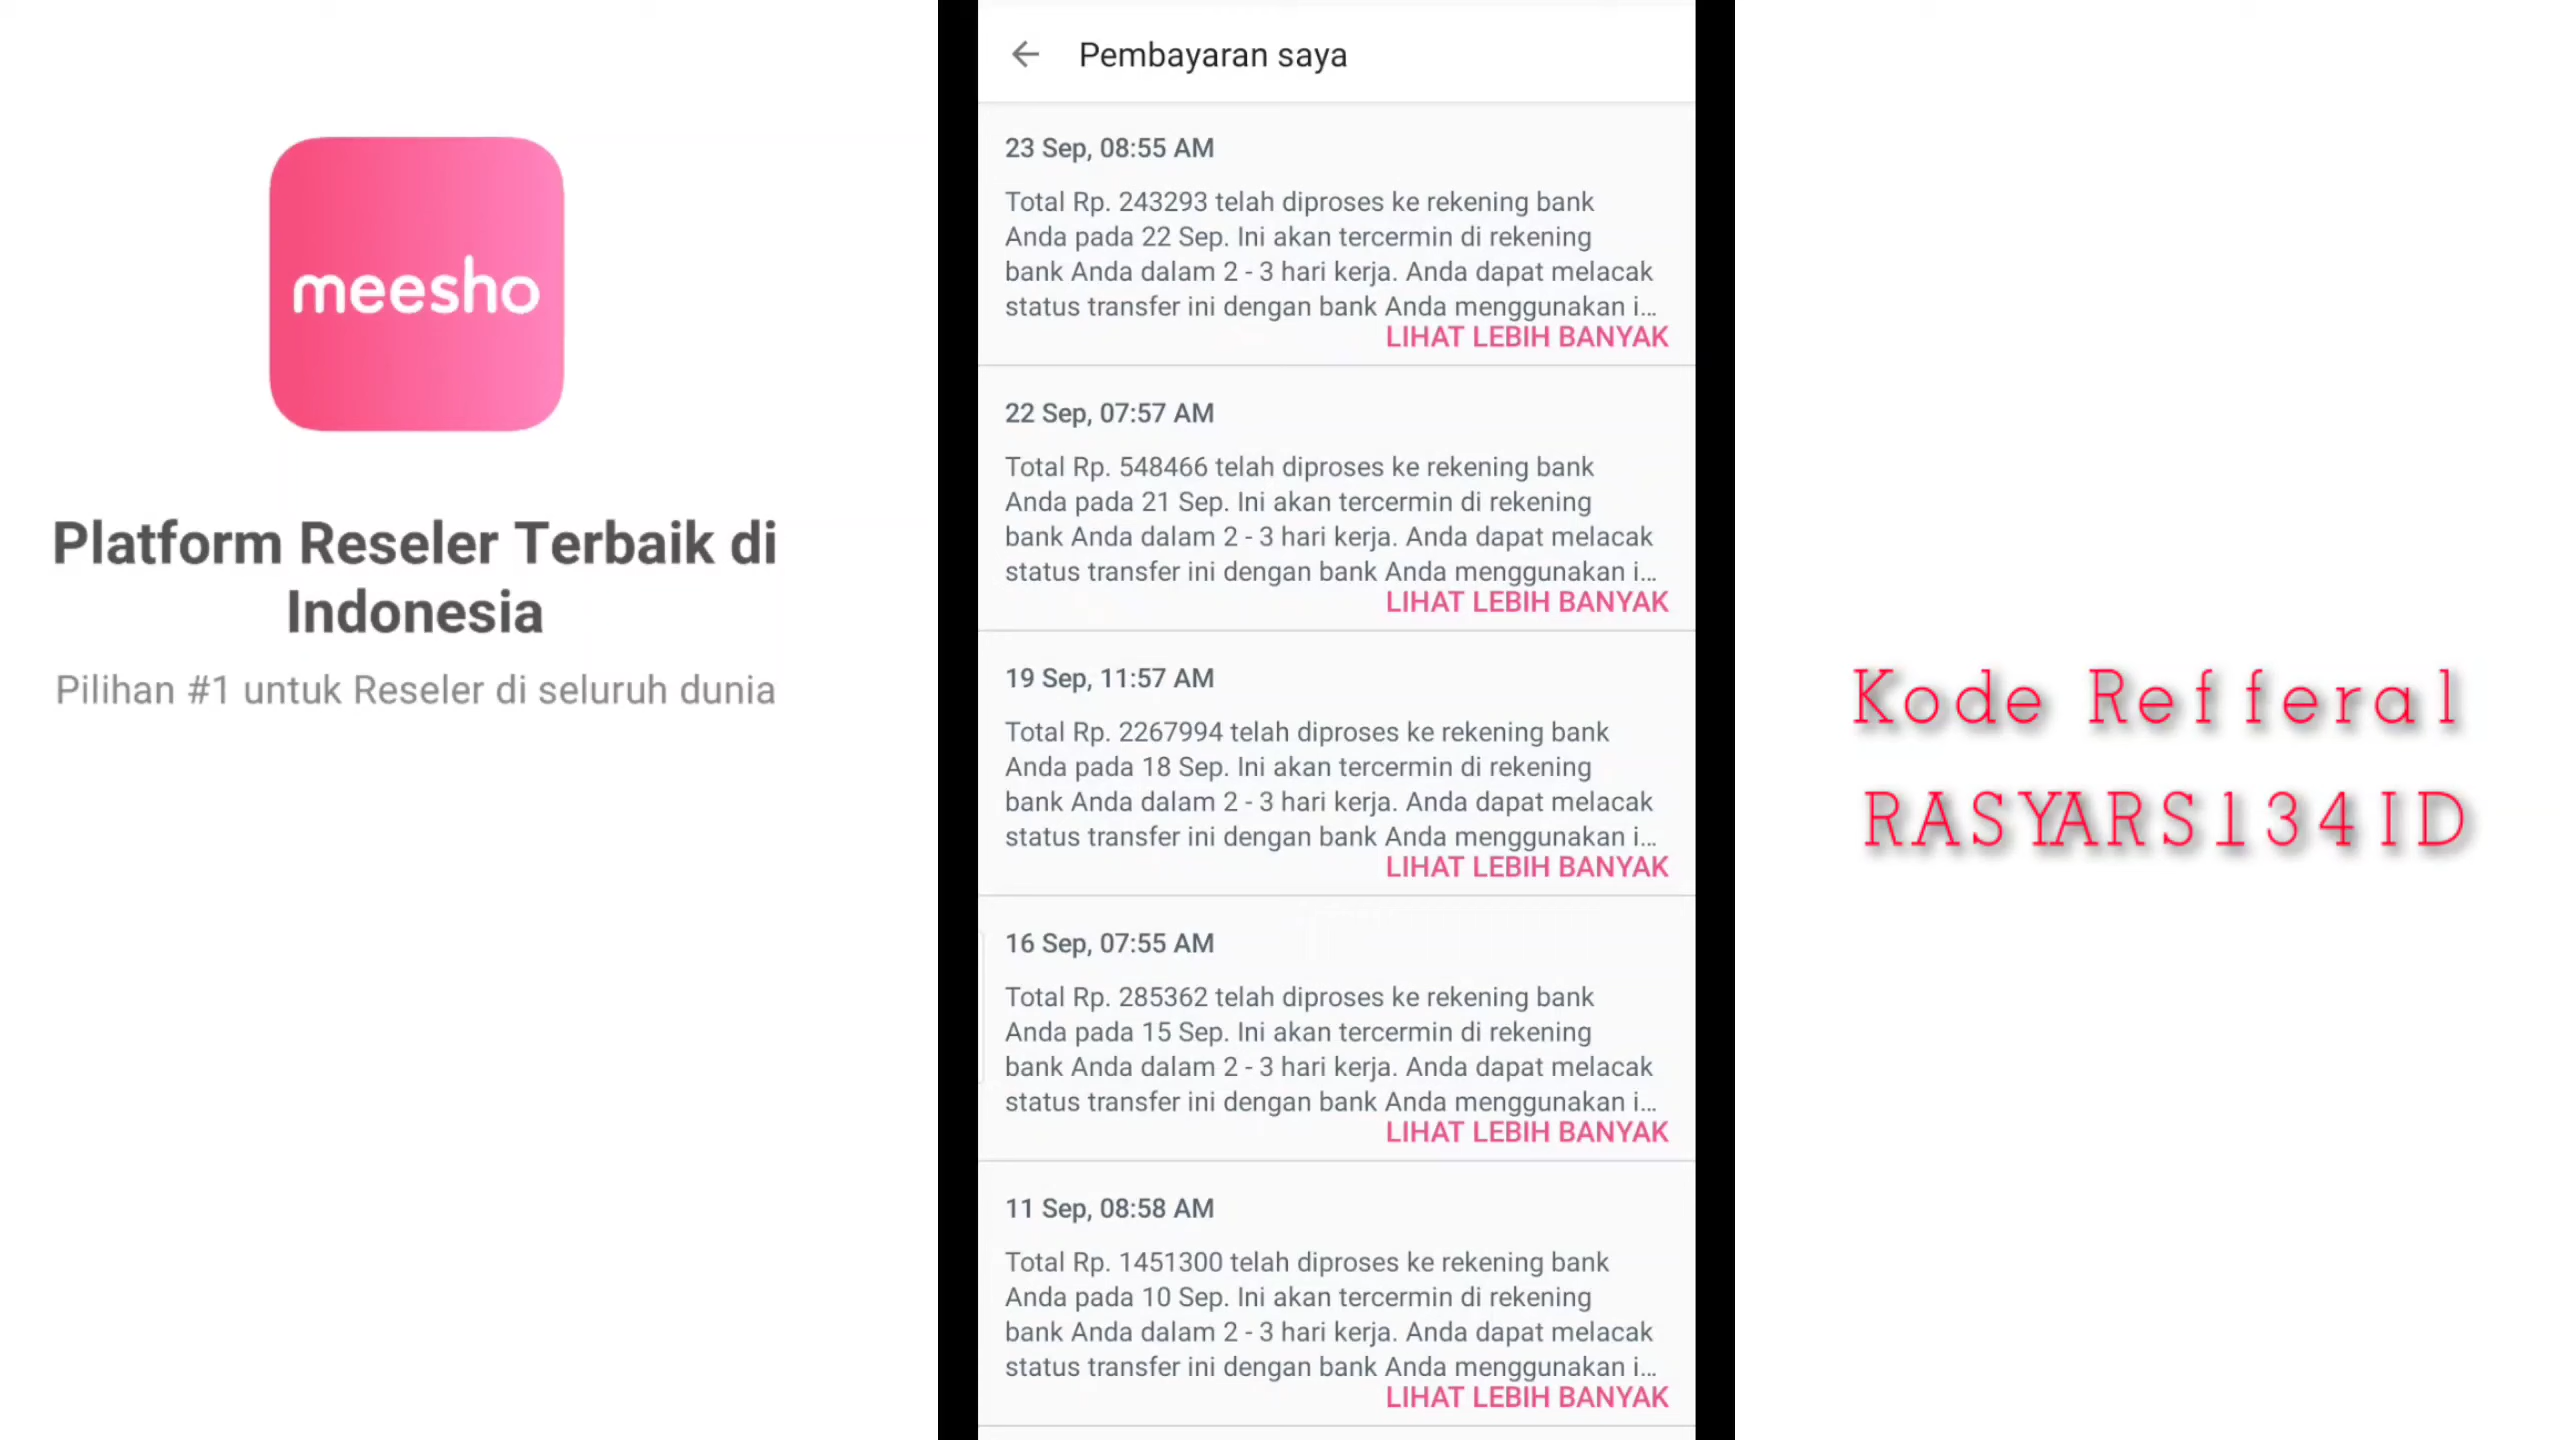 meesho
Platform Reseler Terbaik di
Indonesia
Pilihan #1 untuk Reseler di seluruh dunia
Pembayaran saya
23 Sep, 08:55 AM
Total Rp. 243293 telah diproses ke rekening bank
Anda pada 22 Sep. Ini akan tercermin di rekening
bank Anda dalam 2 - 3 hari kerja. Anda dapat melacak
status transfer ini dengan bank Anda menggunakan i...
LIHAT LEBIH BANYAK
22 Sep, 07:57 AM
Total Rp. 548466 telah diproses ke rekening bank
Anda pada 21 Sep. Ini akan tercermin di rekening
bank Anda dalam 2 - 3 hari kerja. Anda dapat melacak
status transfer ini dengan bank Anda menggunakan i...
LIHAT LEBIH BANYAK
19 Sep, 11:57 AM
Total Rp. 2267994 telah diproses ke rekening bank
Anda pada 18 Sep. Ini akan tercermin di rekening
bank Anda dalam 2 - 3 hari kerja. Anda dapat melacak
status transfer ini dengan bank Anda menggunakan i...
LIHAT LEBIH BANYAK
16 Sep, 07:55 AM
Total Rp. 285362 telah diproses ke rekening bank
Anda pada 15 Sep. Ini akan tercermin di rekening
bank Anda dalam 2 - 3 hari kerja. Anda dapat melacak
status transfer ini dengan bank Anda menggunakan i...
LIHAT LEBIH BANYAK
11 Sep, 08:58 AM
Total Rp. 1451300 telah diproses ke rekening bank
Anda pada 10 Sep. Ini akan tercermin di rekening
bank Anda dalam 2 - 3 hari kerja. Anda dapat melacak
status transfer ini dengan bank Anda menggunakan i...
LIHAT LEBIH BANYAK
Kode Refferal
RASYARS134ID